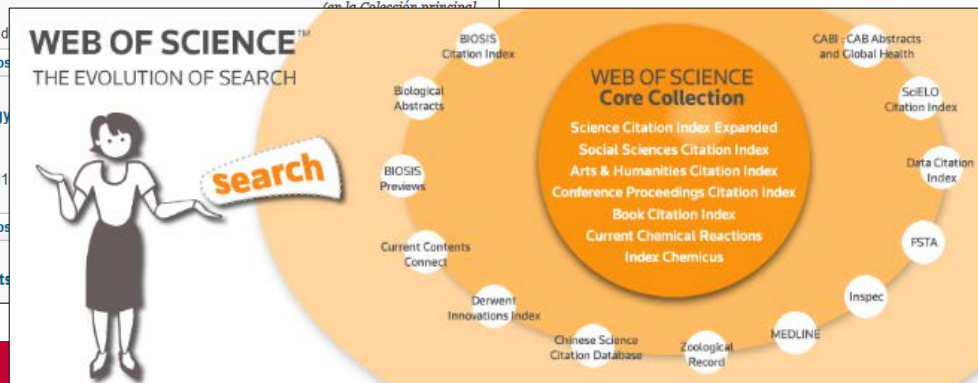 (en la Colección principal
WEB OF SCIENCE™
THE EVOLUTION OF SEARCH
search
BIOSIS
Citation Index
Biological
Abstracts
BIOSIS
Previews
Current Contents
Connect
Derwent
Innovations Index
Chinese Science
Citation Database
Zoological
Record
MEDLINE
Inspec
FSTA
Data Citation
Index
SciELO
Citation Index
CABI : CAB Abstracts
and Global Health
WEB OF SCIENCE
Core Collection
Science Citation Index Expanded
Social Sciences Citation Index
Arts & Humanities Citation Index
Conference Proceedings Citation Index
Book Citation Index
Current Chemical Reactions
Index Chemicus